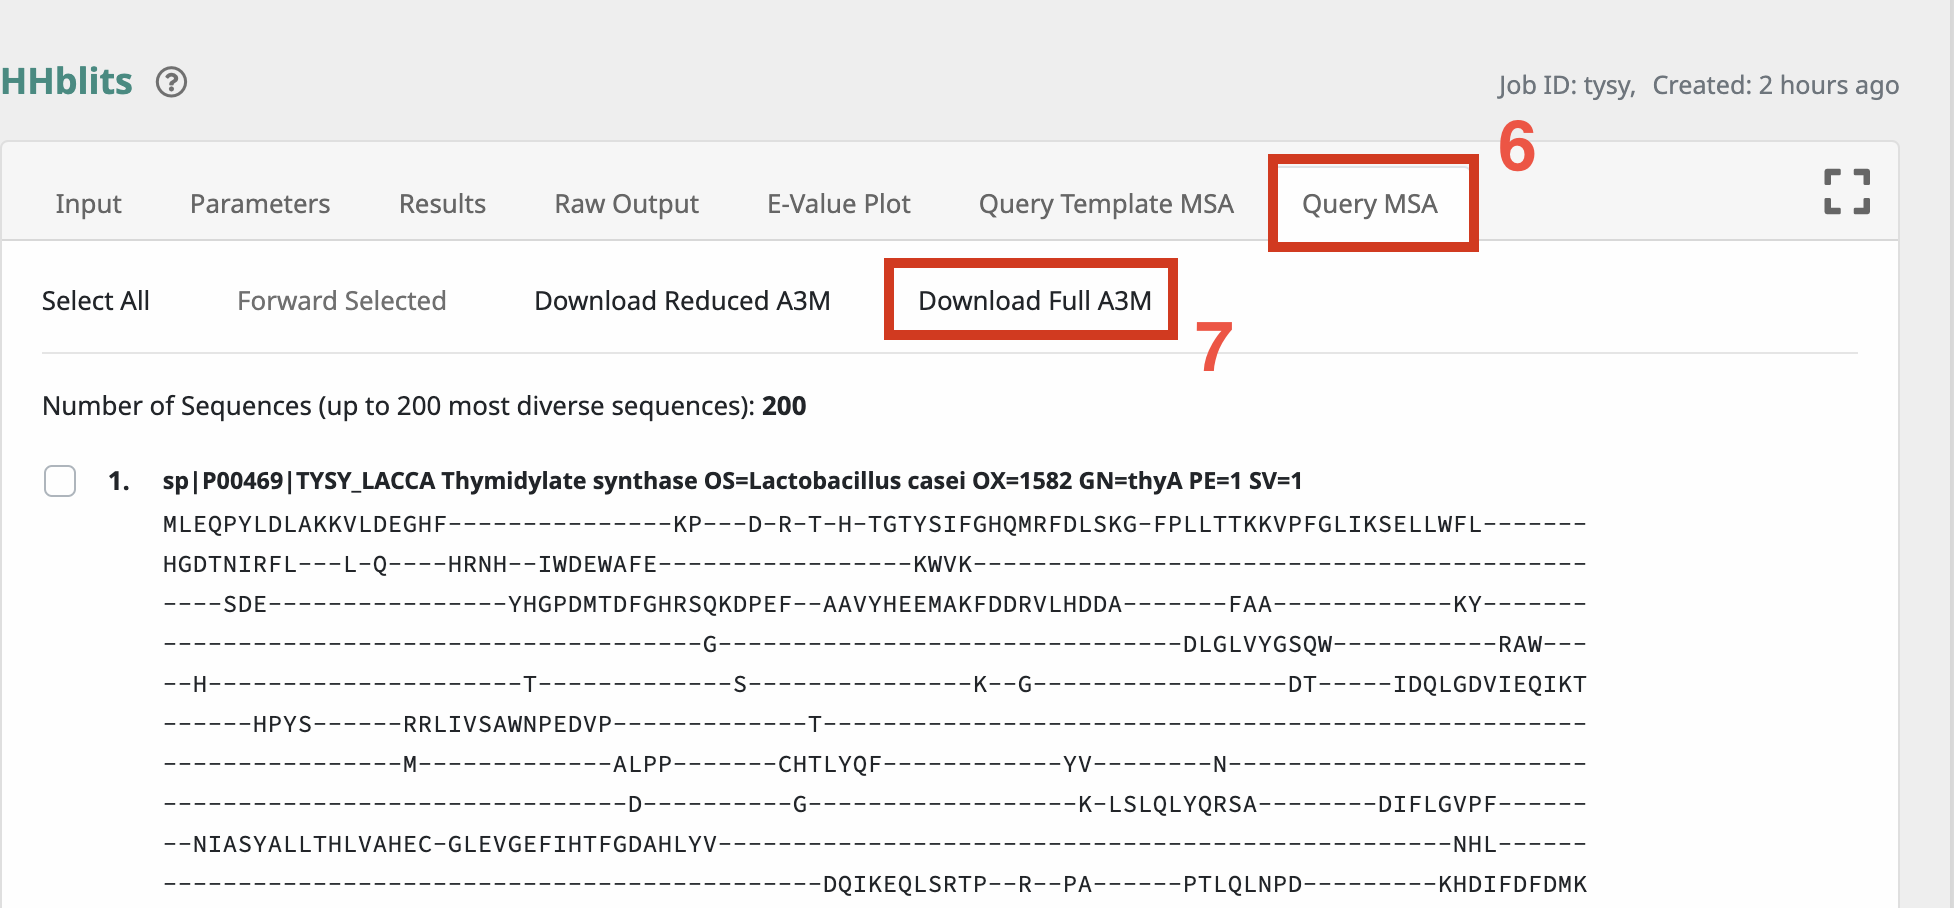 HHblits ?
Job ID: tysy, Created: 2 hours ago
6
Input Parameters Results Raw Output E-Value Plot Query Template MSA Query MSA
Select All Forward Selected Download Reduced A3M Download Full A3M
7
Number of Sequences (up to 200 most diverse sequences): 200
1. sp|P00469|TYSY_LACCA Thymidylate synthase OS=Lactobacillus casei OX=1582 GN=thyA PE=1 SV=1
MLEQPYLDLAKKVLDEGHF---------------KP---D-R-T-H-TGTYSIFGHQMRFDLSKG-FPLLTTKKVPFGLIKSELLWFL-------
HGDTNIRFL---L-Q----HRNH--IWDEWAFE-----------------KWVK-----------------------------------------
----SDE----------------YHGPDMTDFGHRSQKDPEF--AAVYHEEMAKFDDRVLHDDA-------FAA------------KY-------
------------------------------------G-------------------------------DLGLVYGSQW-----------RAW---
--H---------------------T-------------S---------------K--G-----------------DT-----IDQLGDVIEQIKT
------HPYS------RRLIVSAWNPEDVP-------------T---------------------------------------------------
----------------M-------------ALPP-------CHTLYQF------------YV--------N------------------------
-------------------------------D----------G------------------K-LSLQLYQRSA--------DIFLGVPF------
--NIASYALLTHLVAHEC-GLEVGEFIHTFGDAHLYV-------------------------------------------------NHL------
--------------------------------------------DQIKEQLSRTP--R--PA------PTLQLNPD---------KHDIFDFDMK